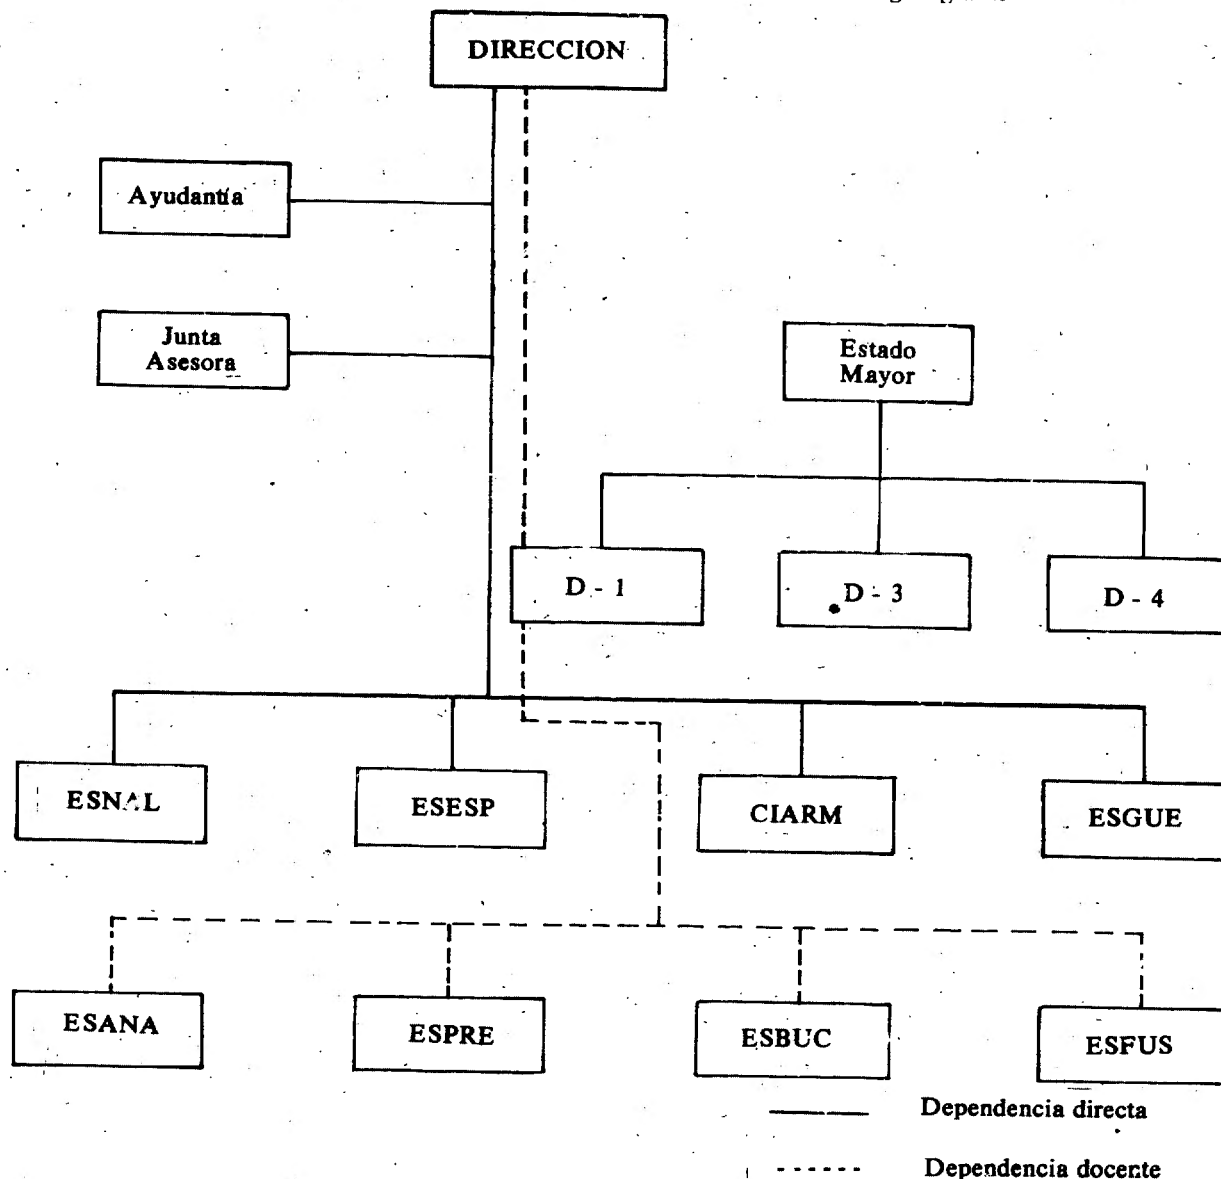 DIRECCION
Ayudantía
Junta
Asesora
Estado
Mayor
D - 1
D - 3
D - 4
ESNAL
ESESP
CIARM
ESGUE
ESANA
ESPRE
ESBUC
ESFUS
Dependencia directa
Dependencia docente